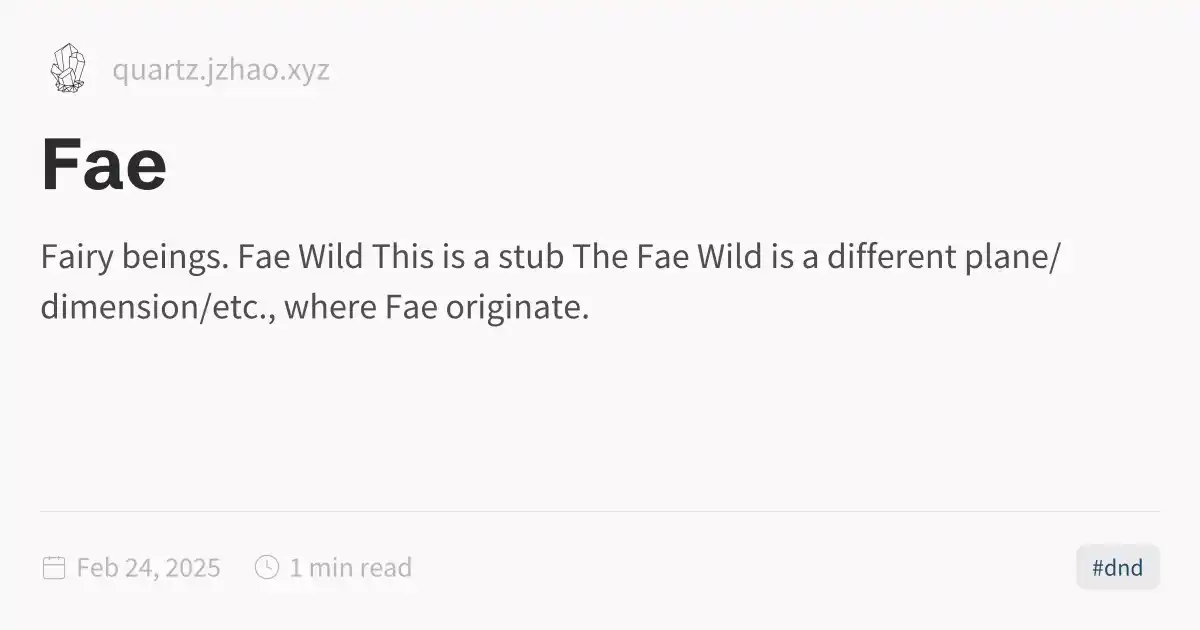 quartz.jzhao.xyz
Fae
Fairy beings. Fae Wild This is a stub The Fae Wild is a different plane/
dimension/etc., where Fae originate.
Feb 24, 2025 1 min read #dnd